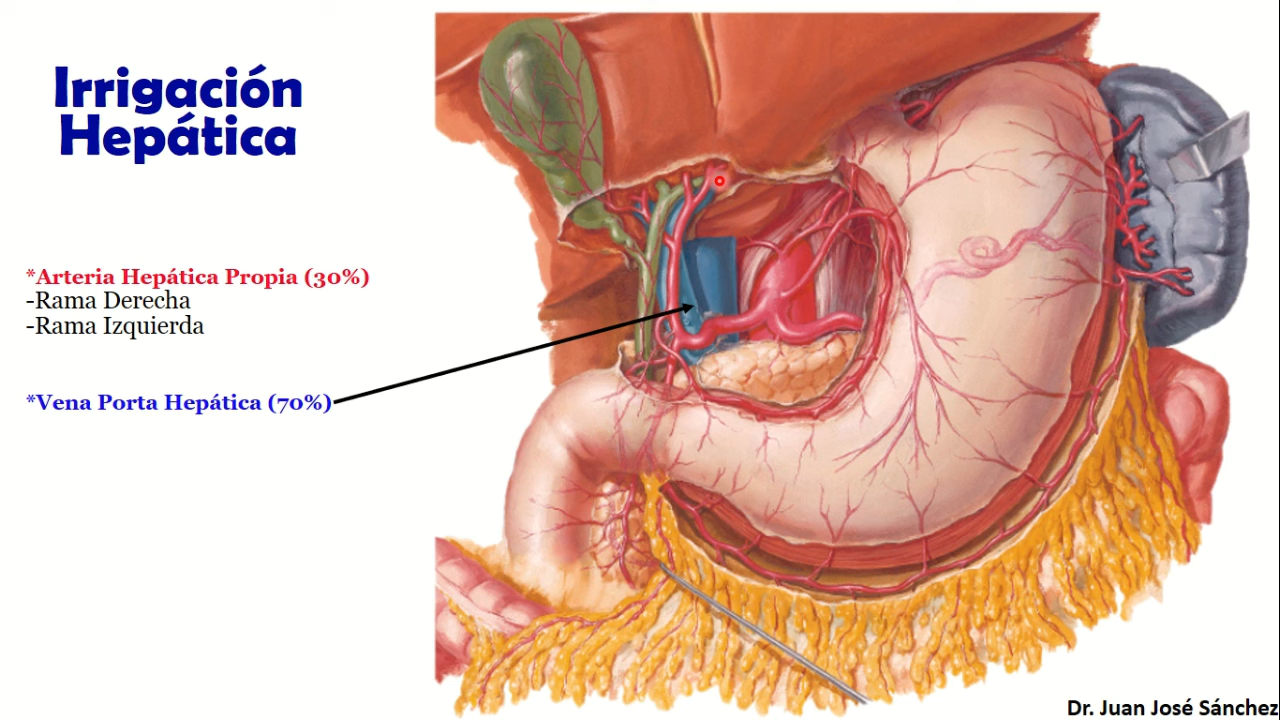 Irrigación
Hepática
*Arteria Hepática Propia (30%)
-Rama Derecha
-Rama Izquierda
*Vena Porta Hepática (70%)
Dr. Juan José Sánchez